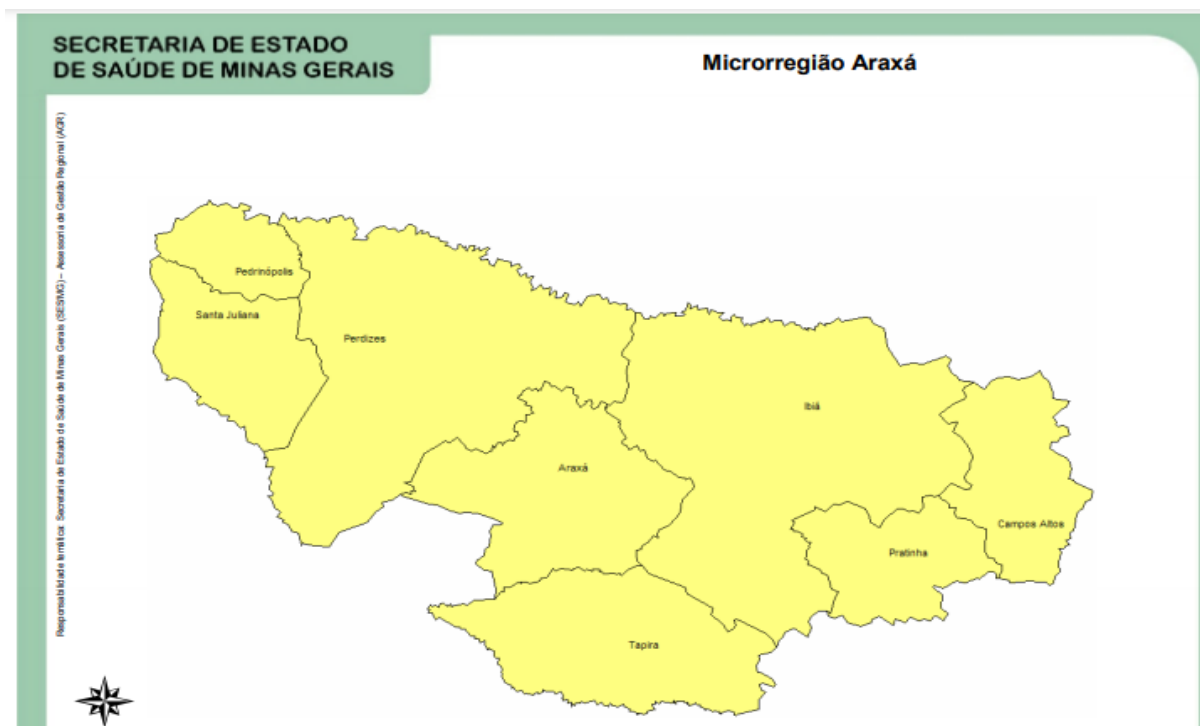 SECRETARIA DE ESTADO
DE SAÚDE DE MINAS GERAIS
Microrregião Araxá
Responsabilidade temática: Secretaria de Estado de Saúde de Minas Gerais (SES/MG) – Assessoria de Gestão Regional (AGR)
Pedrinópolis
Santa Juliana
Perdizes
Ibiá
Araxá
Campos Altos
Pratinha
Tapira